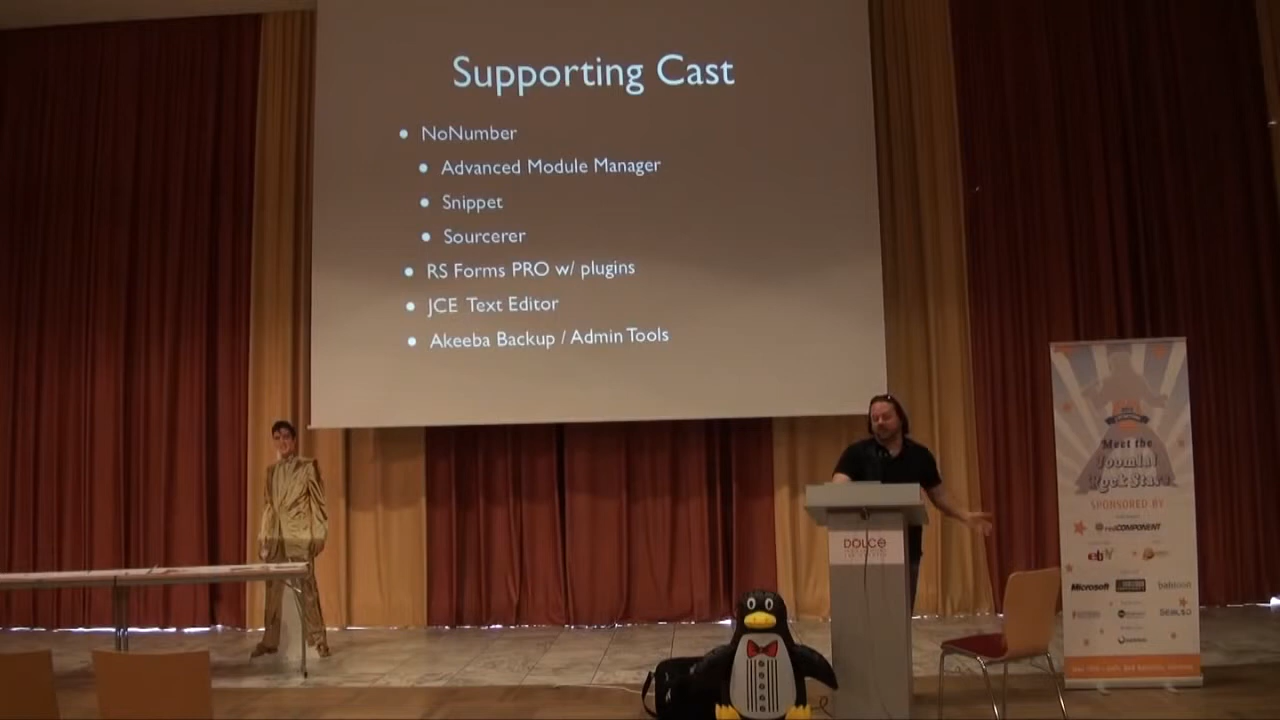 Supporting Cast
NoNumber
Advanced Module Manager
Snippet
Sourcerer
RS Forms PRO w/ plugins
JCE Text Editor
Akeeba Backup / Admin Tools
DOLCE
Meet the
Joomla!
Rock Stars
SPONSORED BY
redCOMPONENT
ebay
Microsoft